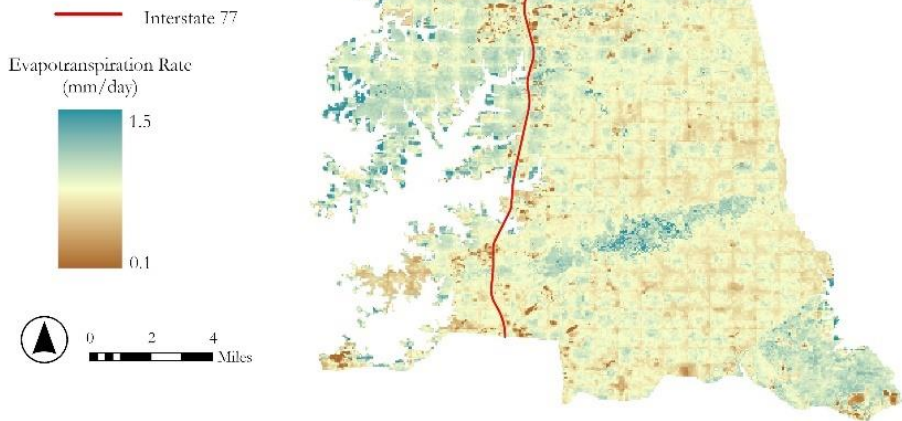 Interstate 77
Evapotranspiration Rate
(mm/day)
1.5
0.1
0 2 4
Miles